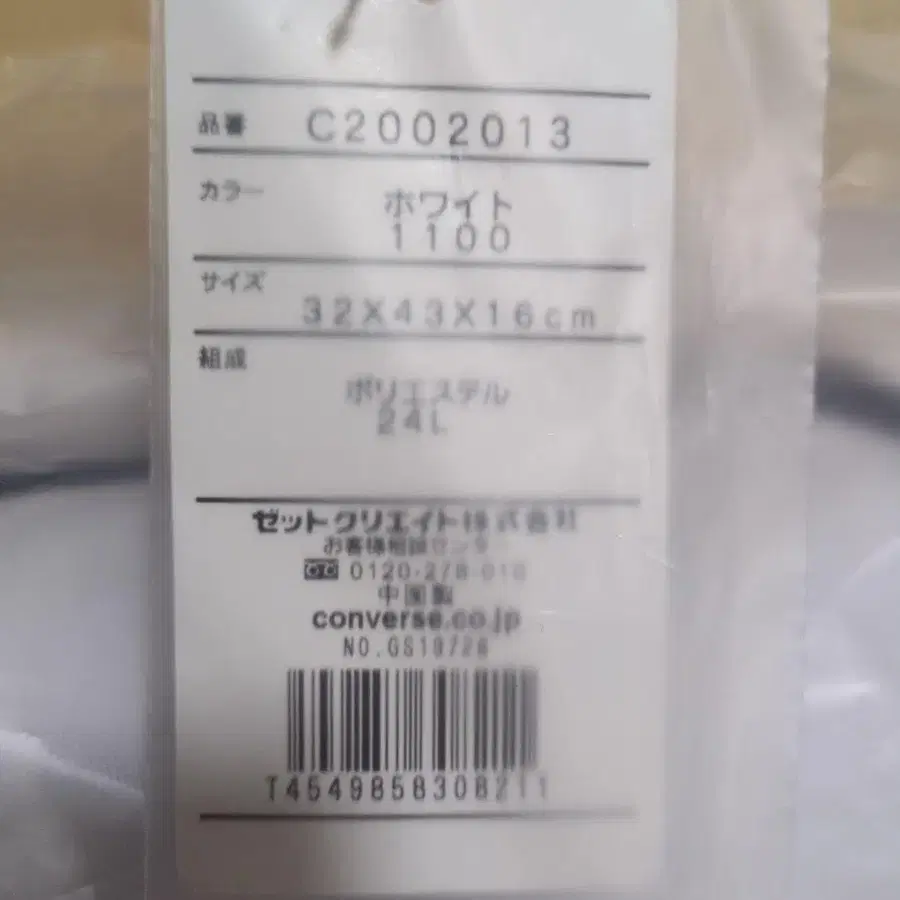 品番 C2002013
カラー ホワイト
1100
サイズ
32X43X16cm
組成
ポリエステル
24L
ゼットクリエイト株式会社
お客様相談センター
0120-278-018
中国製
converse.co.jp
NO.GS19726
T4549858308211